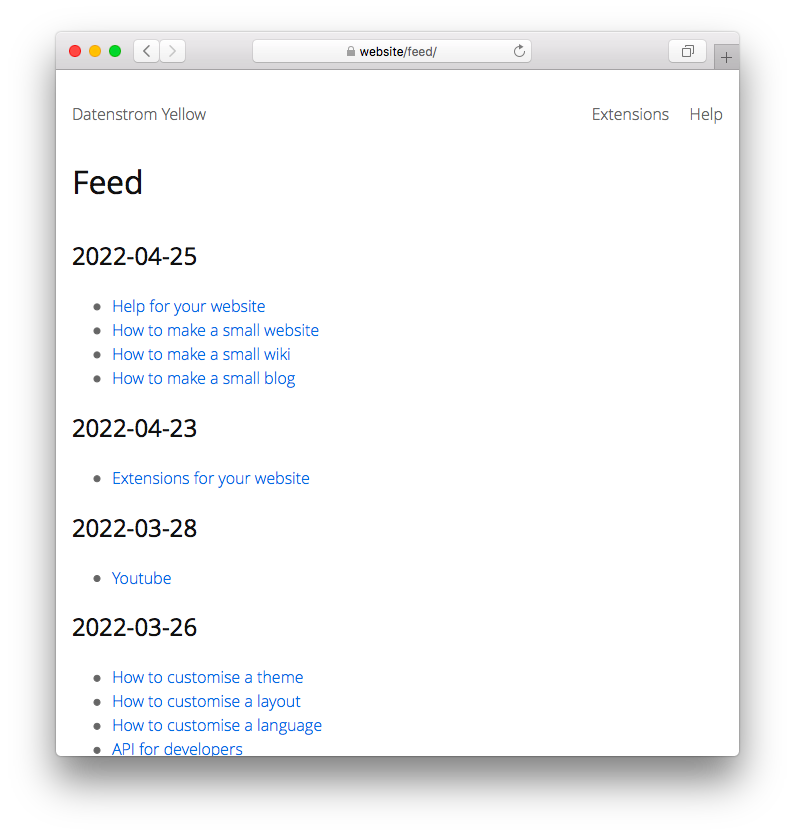 website/feed/
Datenstrom Yellow
Extensions Help
Feed
2022-04-25
Help for your website
How to make a small website
How to make a small wiki
How to make a small blog
2022-04-23
Extensions for your website
2022-03-28
Youtube
2022-03-26
How to customise a theme
How to customise a layout
How to customise a language
API for developers